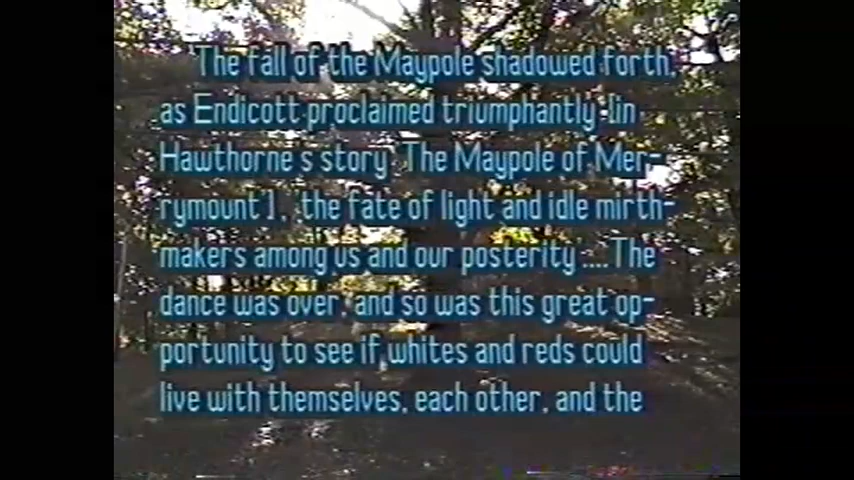 The fall of the Maypole shadowed forth,
as Endicott proclaimed triumphantly [in
Hawthorne's story 'The Maypole of Mer-
rymount'], 'the fate of light and idle mirth-
makers among us and our posterity'....The
dance was over, and so was this great op-
portunity to see if whites and reds could
live with themselves, each other, and the